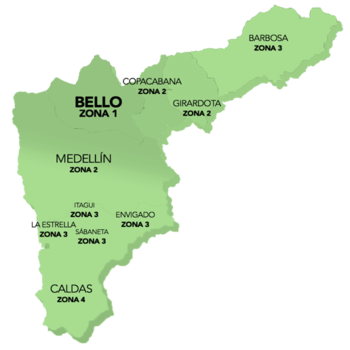 BARBOSA
ZONA 3
COPACABANA
ZONA 2
GIRARDOTA
ZONA 2
BELLO
ZONA 1
MEDELLÍN
ZONA 2
ITAGUI
ZONA 3
ENVIGADO
ZONA 3
LA ESTRELLA
ZONA 3
SÁBANETA
ZONA 3
CALDAS
ZONA 4